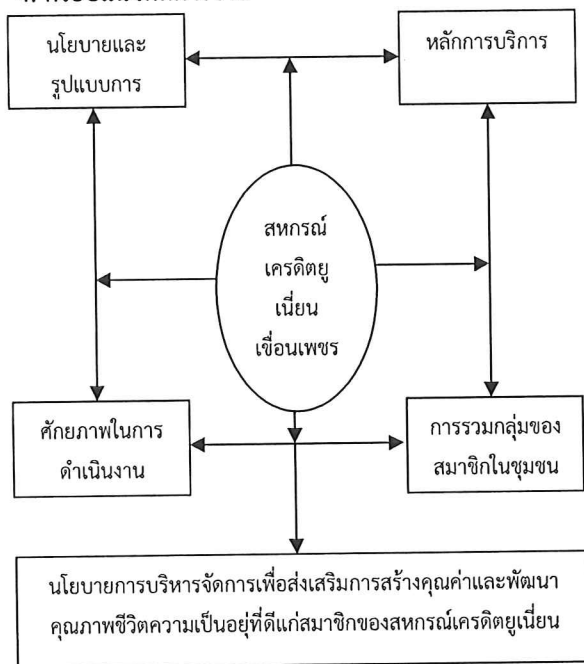 นโยบายและ
รูปแบบการ
หลักการบริการ
สหกรณ์
เครดิตยู
เนี่ยน
เขื่อนเพชร
ศักยภาพในการ
ดำเนินงาน
การรวมกลุ่มของ
สมาชิกในชุมชน
นโยบายการบริหารจัดการเพื่อส่งเสริมการสร้างคุณค่าและพัฒนา
คุณภาพชีวิตความเป็นอยู่ที่ดีแก่สมาชิกของสหกรณ์เครดิตยูเนี่ยน